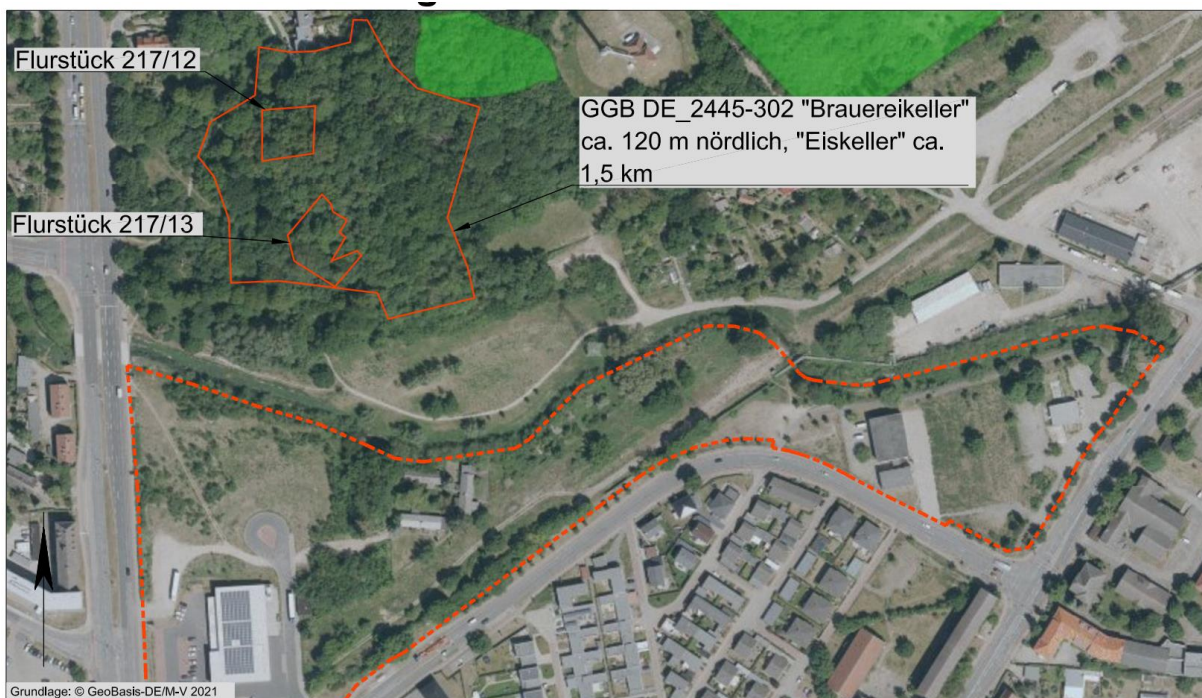 Flurstück 217/12
GGB DE_2445-302 "Brauereikeller"
ca. 120 m nördlich, "Eiskeller" ca.
1,5 km
Flurstück 217/13
Grundlage: © GeoBasis-DE/M-V 2021